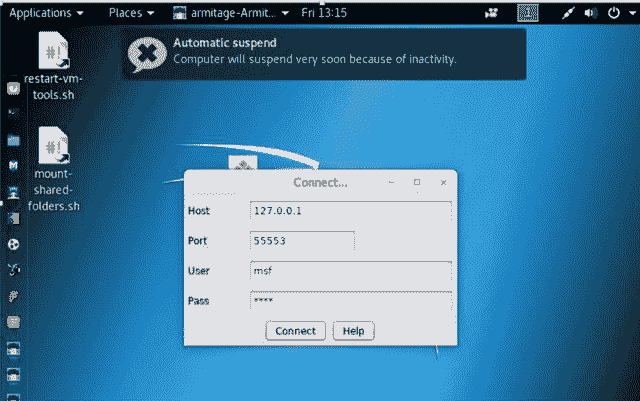 Applications Places armitage-Armit... Fri 13:15 1
Automatic suspend
Computer will suspend very soon because of inactivity.
#!
restart-vm-
tools.sh
#!
mount-
shared-
folders.sh
Connect...
Host 127.0.0.1
Port 55553
User msf
Pass ****
Connect Help